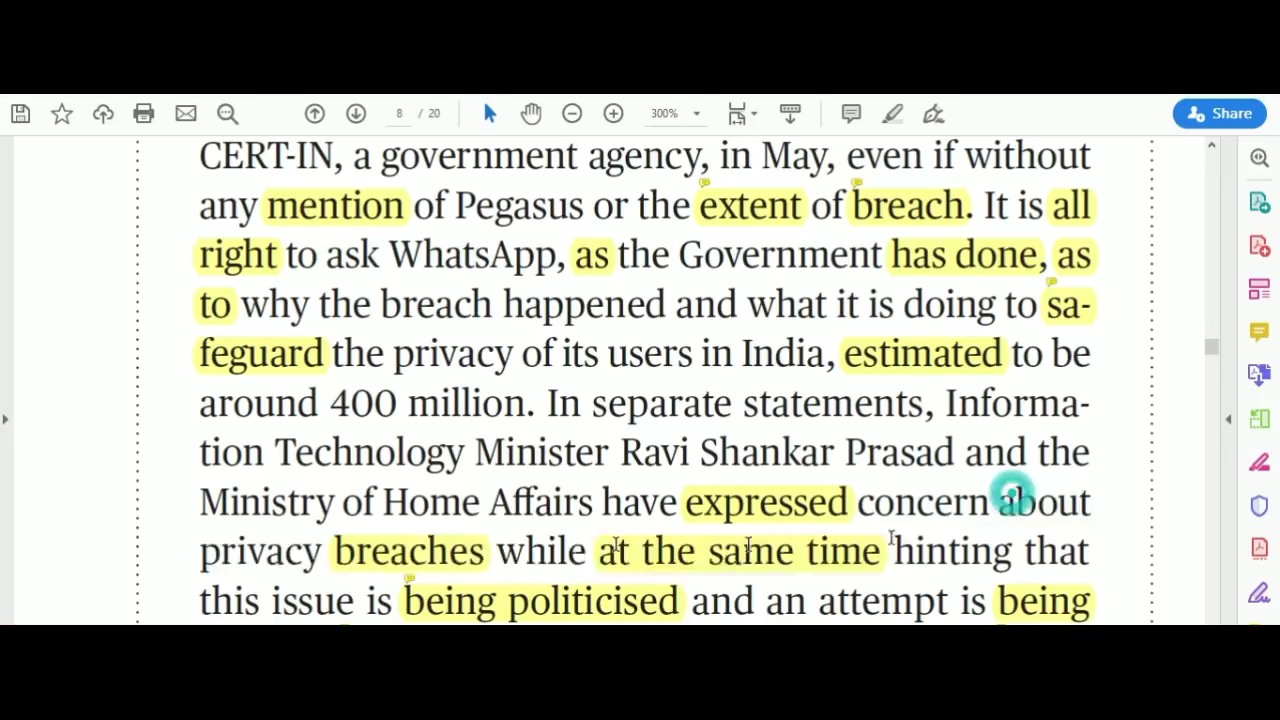 8 / 20
300%
Share
CERT-IN, a government agency, in May, even if without
any mention of Pegasus or the extent of breach. It is all
right to ask WhatsApp, as the Government has done, as
to why the breach happened and what it is doing to sa-
feguard the privacy of its users in India, estimated to be
around 400 million. In separate statements, Informa-
tion Technology Minister Ravi Shankar Prasad and the
Ministry of Home Affairs have expressed concern about
privacy breaches while at the same time hinting that
this issue is being politicised and an attempt is being